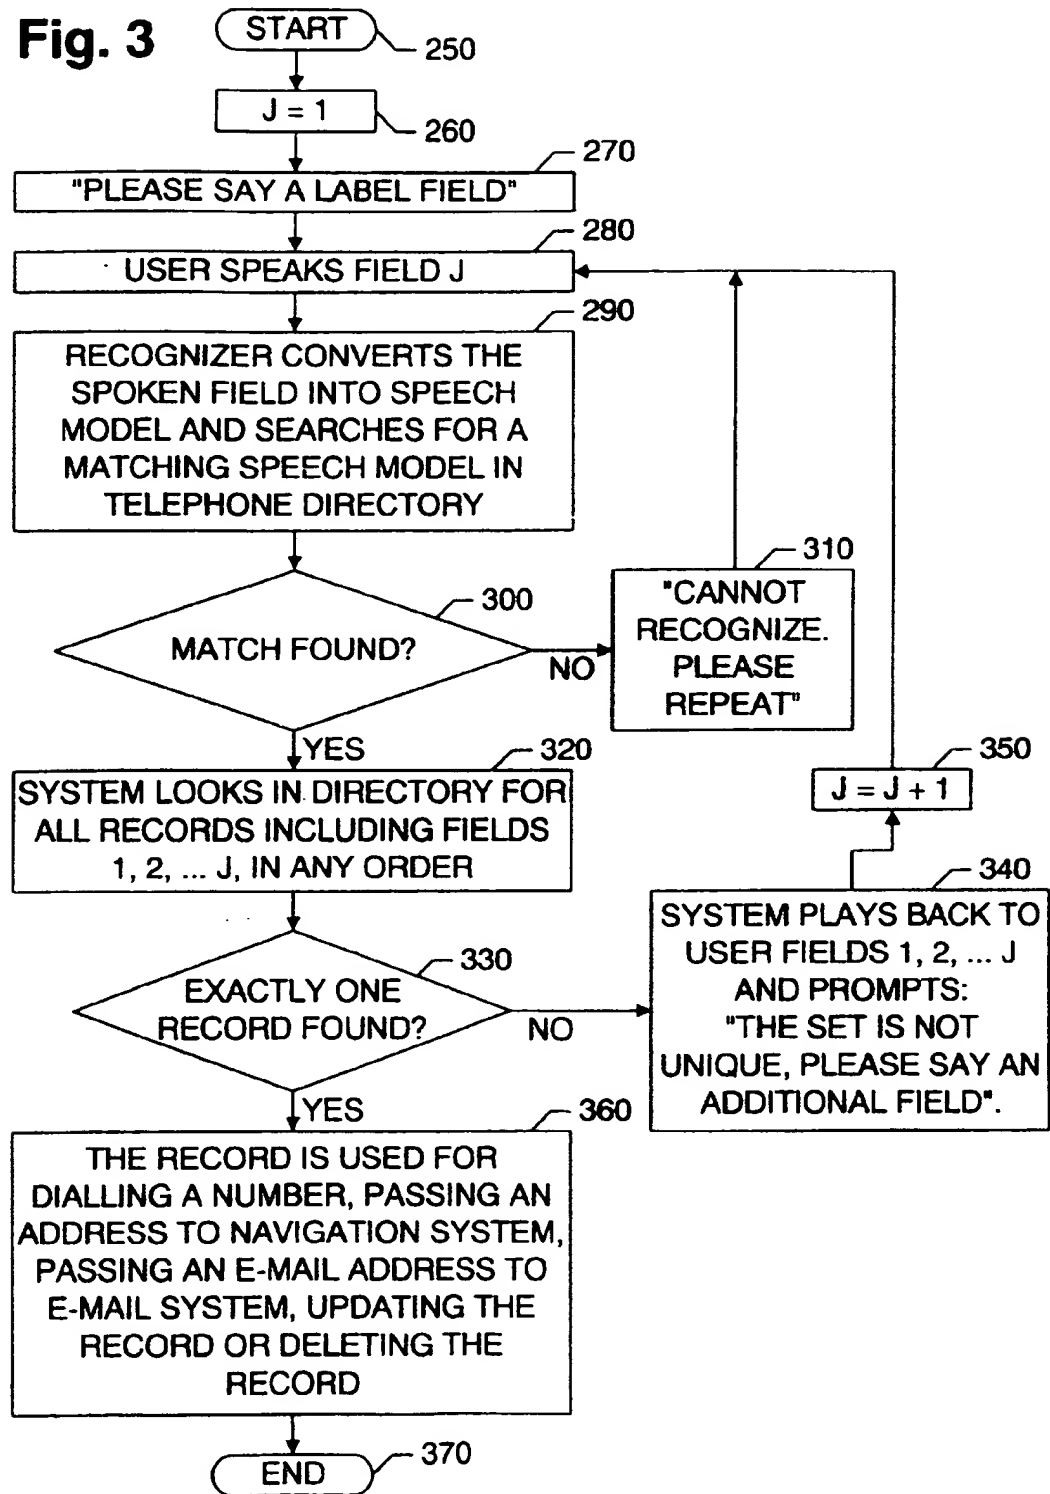 Fig. 3
START
250
J = 1
260
270
"PLEASE SAY A LABEL FIELD"
280
USER SPEAKS FIELD J
290
RECOGNIZER CONVERTS THE
SPOKEN FIELD INTO SPEECH
MODEL AND SEARCHES FOR A
MATCHING SPEECH MODEL IN
TELEPHONE DIRECTORY
300
MATCH FOUND?
NO
310
"CANNOT
RECOGNIZE.
PLEASE
REPEAT"
YES
320
SYSTEM LOOKS IN DIRECTORY FOR
ALL RECORDS INCLUDING FIELDS
1, 2, ... J, IN ANY ORDER
350
J = J + 1
330
EXACTLY ONE
RECORD FOUND?
NO
340
SYSTEM PLAYS BACK TO
USER FIELDS 1, 2, ... J
AND PROMPTS:
"THE SET IS NOT
UNIQUE, PLEASE SAY AN
ADDITIONAL FIELD".
YES
360
THE RECORD IS USED FOR
DIALLING A NUMBER, PASSING AN
ADDRESS TO NAVIGATION SYSTEM,
PASSING AN E-MAIL ADDRESS TO
E-MAIL SYSTEM, UPDATING THE
RECORD OR DELETING THE
RECORD
END
370